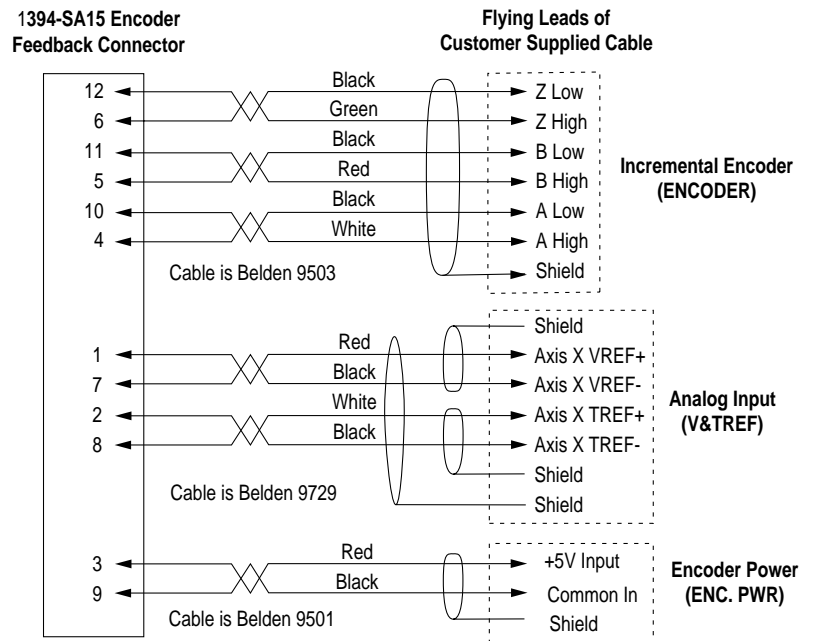 1394-SA15 Encoder
Feedback Connector
Flying Leads of
Customer Supplied Cable
12 Black Z Low
6 Green Z High
11 Black B Low
5 Red B High
10 Black A Low
4 White A High
Shield
Cable is Belden 9503
Incremental Encoder
(ENCODER)
Shield
1 Red Axis X VREF+
7 Black Axis X VREF-
2 White Axis X TREF+
8 Black Axis X TREF-
Shield
Shield
Cable is Belden 9729
Analog Input
(V&TREF)
3 Red +5V Input
9 Black Common In
Shield
Cable is Belden 9501
Encoder Power
(ENC. PWR)